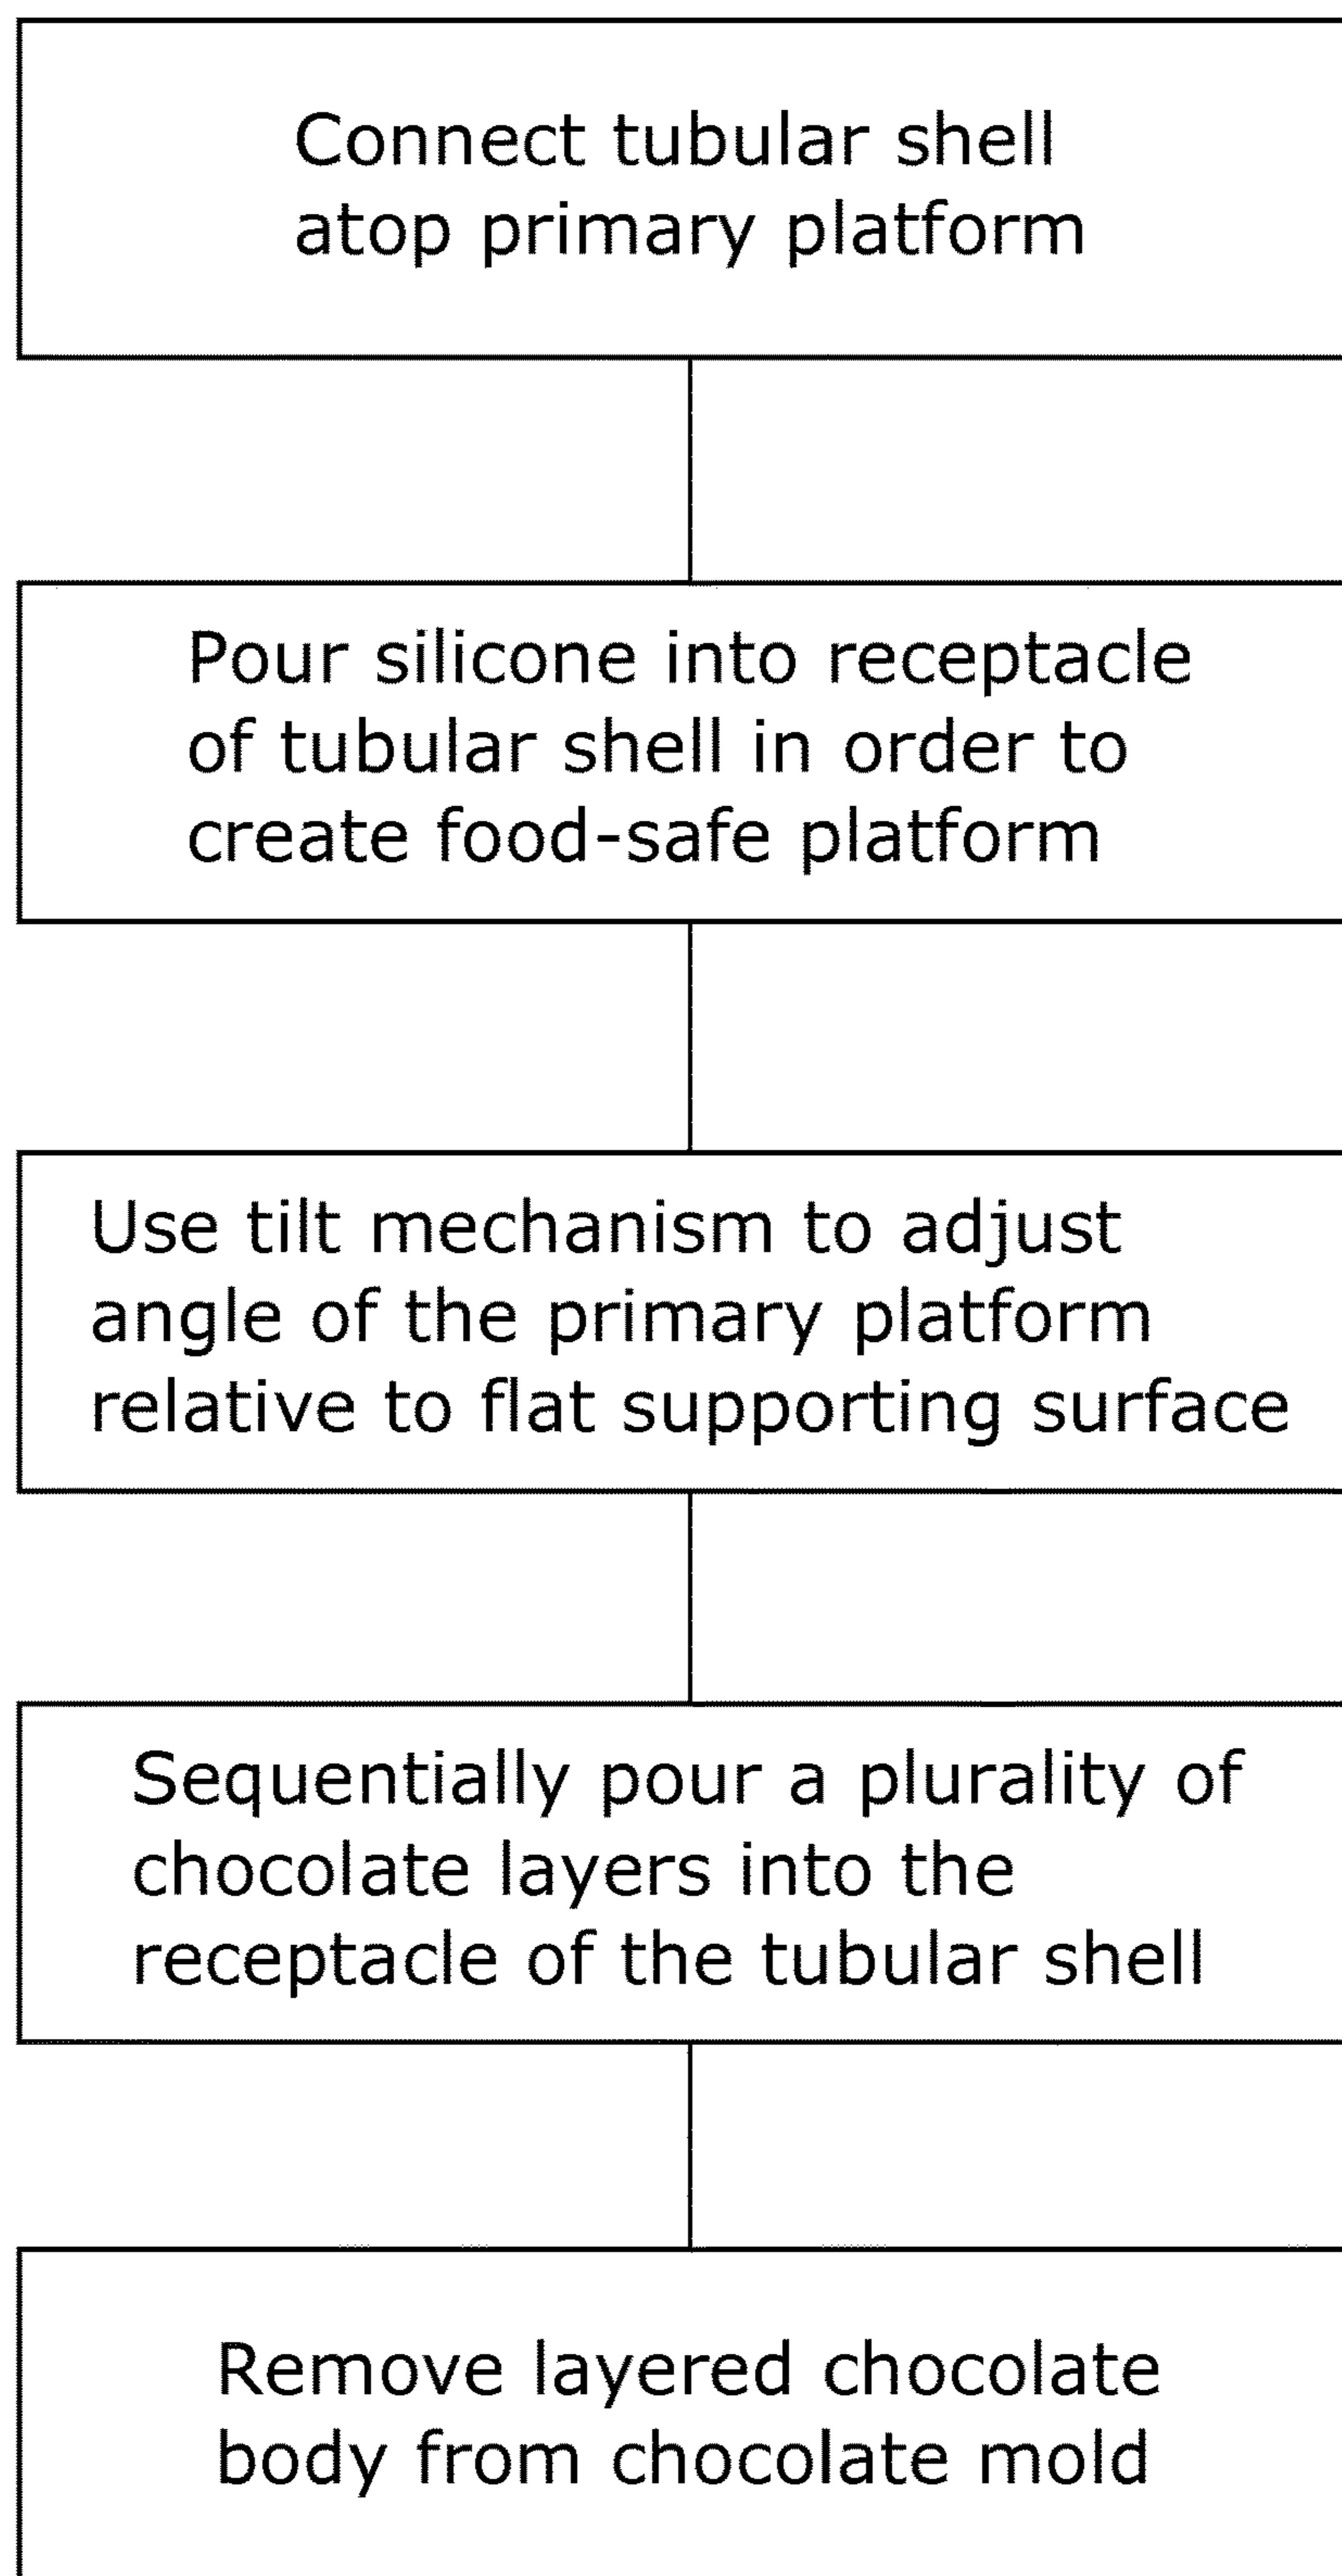 Connect tubular shell
atop primary platform
Pour silicone into receptacle
of tubular shell in order to
create food-safe platform
Use tilt mechanism to adjust
angle of the primary platform
relative to flat supporting surface
Sequentially pour a plurality of
chocolate layers into the
receptacle of the tubular shell
Remove layered chocolate
body from chocolate mold